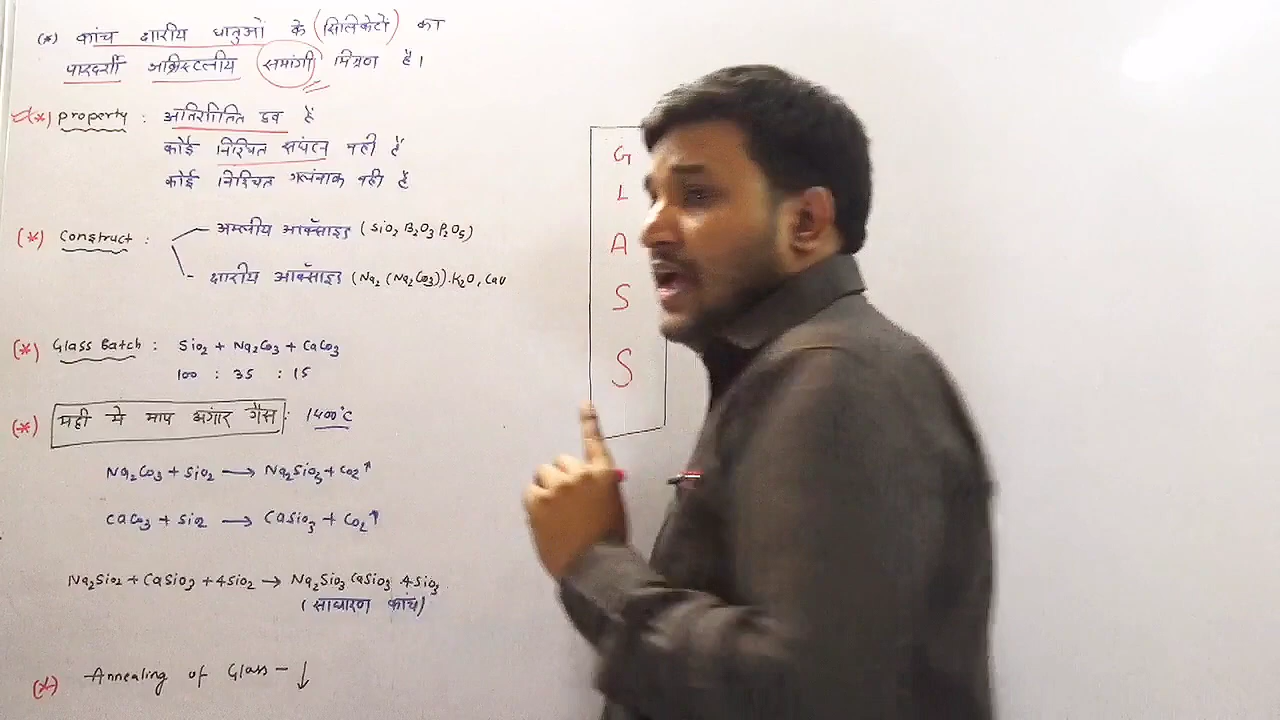 (*) कांच क्षारीय धातुओं के (सिलिकेटों) का
पारदर्शी अक्रिस्टलीय (समांगी) मिश्रण है।
(*) Property : अतिशीतित द्रव है
कोई निश्चित संघटन नही है
कोई निश्चित गलनांक नही है
(*) Construct :
अम्लीय ऑक्साइड (SiO2 B2O3 P2O5)
क्षारीय ऑक्साइड (Na2 (Na2CO3)).K2O, CaO
(*) Glass Batch : SiO2 + Na2CO3 + CaCO3
100 : 35 : 15
(*) भट्टी मे भाप अंगार गैस : 1400°C
Na2CO3 + SiO2 → Na2SiO3 + CO2↑
CaCO3 + SiO2 → CaSiO3 + CO2↑
Na2SiO2 + CaSiO3 + 4SiO2 → Na2SiO3 CaSiO3 4SiO3
(साधारण कांच)
(*) Annealing of Glass - ↓
G
L
A
S
S